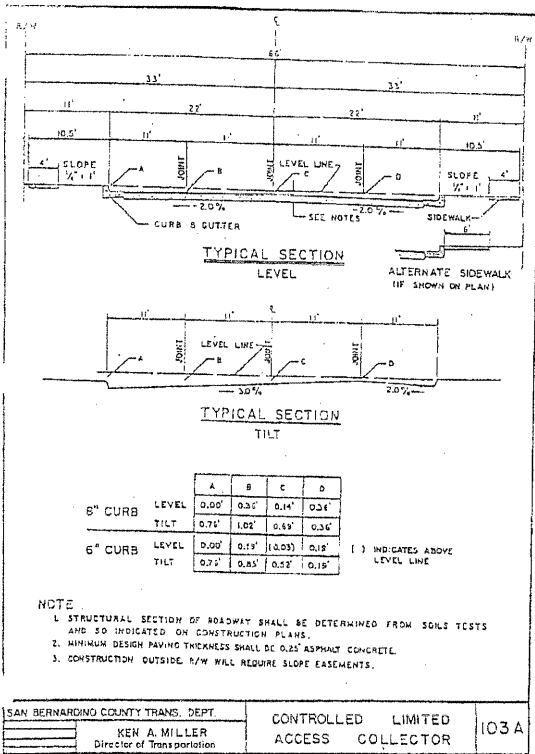 R/W
℄
R/W
66'
33' 33'
11' 22' 22' 11'
10.5' 11' 11' 11' 11' 10.5'
4' SLOPE ¼" : 1' A JOINT B JOINT LEVEL LINE C JOINT D SLOPE ¼" : 1' 4'
2.0% 2.0%
CURB & GUTTER SEE NOTES SIDEWALK
6'
TYPICAL SECTION
LEVEL
ALTERNATE SIDEWALK
(IF SHOWN ON PLAN)
℄
11' 11' 11' 11'
A JOINT B LEVEL LINE JOINT C JOINT D
3.0% 2.0%
TYPICAL SECTION
TILT
A B C D
LEVEL 0.00' 0.36' 0.14' 0.36'
6" CURB
TILT 1.02' 0.69' 0.36'
6" CURB LEVEL 0.00' 0.19' (0.03) 0.19'
TILT 0.85' 0.52' 0.19'
( ) INDICATES ABOVE
LEVEL LINE
NOTE
1. STRUCTURAL SECTION OF ROADWAY SHALL BE DETERMINED FROM SOILS TESTS
AND SO INDICATED ON CONSTRUCTION PLANS.
2. MINIMUM DESIGN PAVING THICKNESS SHALL BE 0.25' ASPHALT CONCRETE.
3. CONSTRUCTION OUTSIDE R/W WILL REQUIRE SLOPE EASEMENTS.
SAN BERNARDINO COUNTY TRANS. DEPT.
KEN A. MILLER
Director of Transportation
CONTROLLED LIMITED
ACCESS COLLECTOR
103A